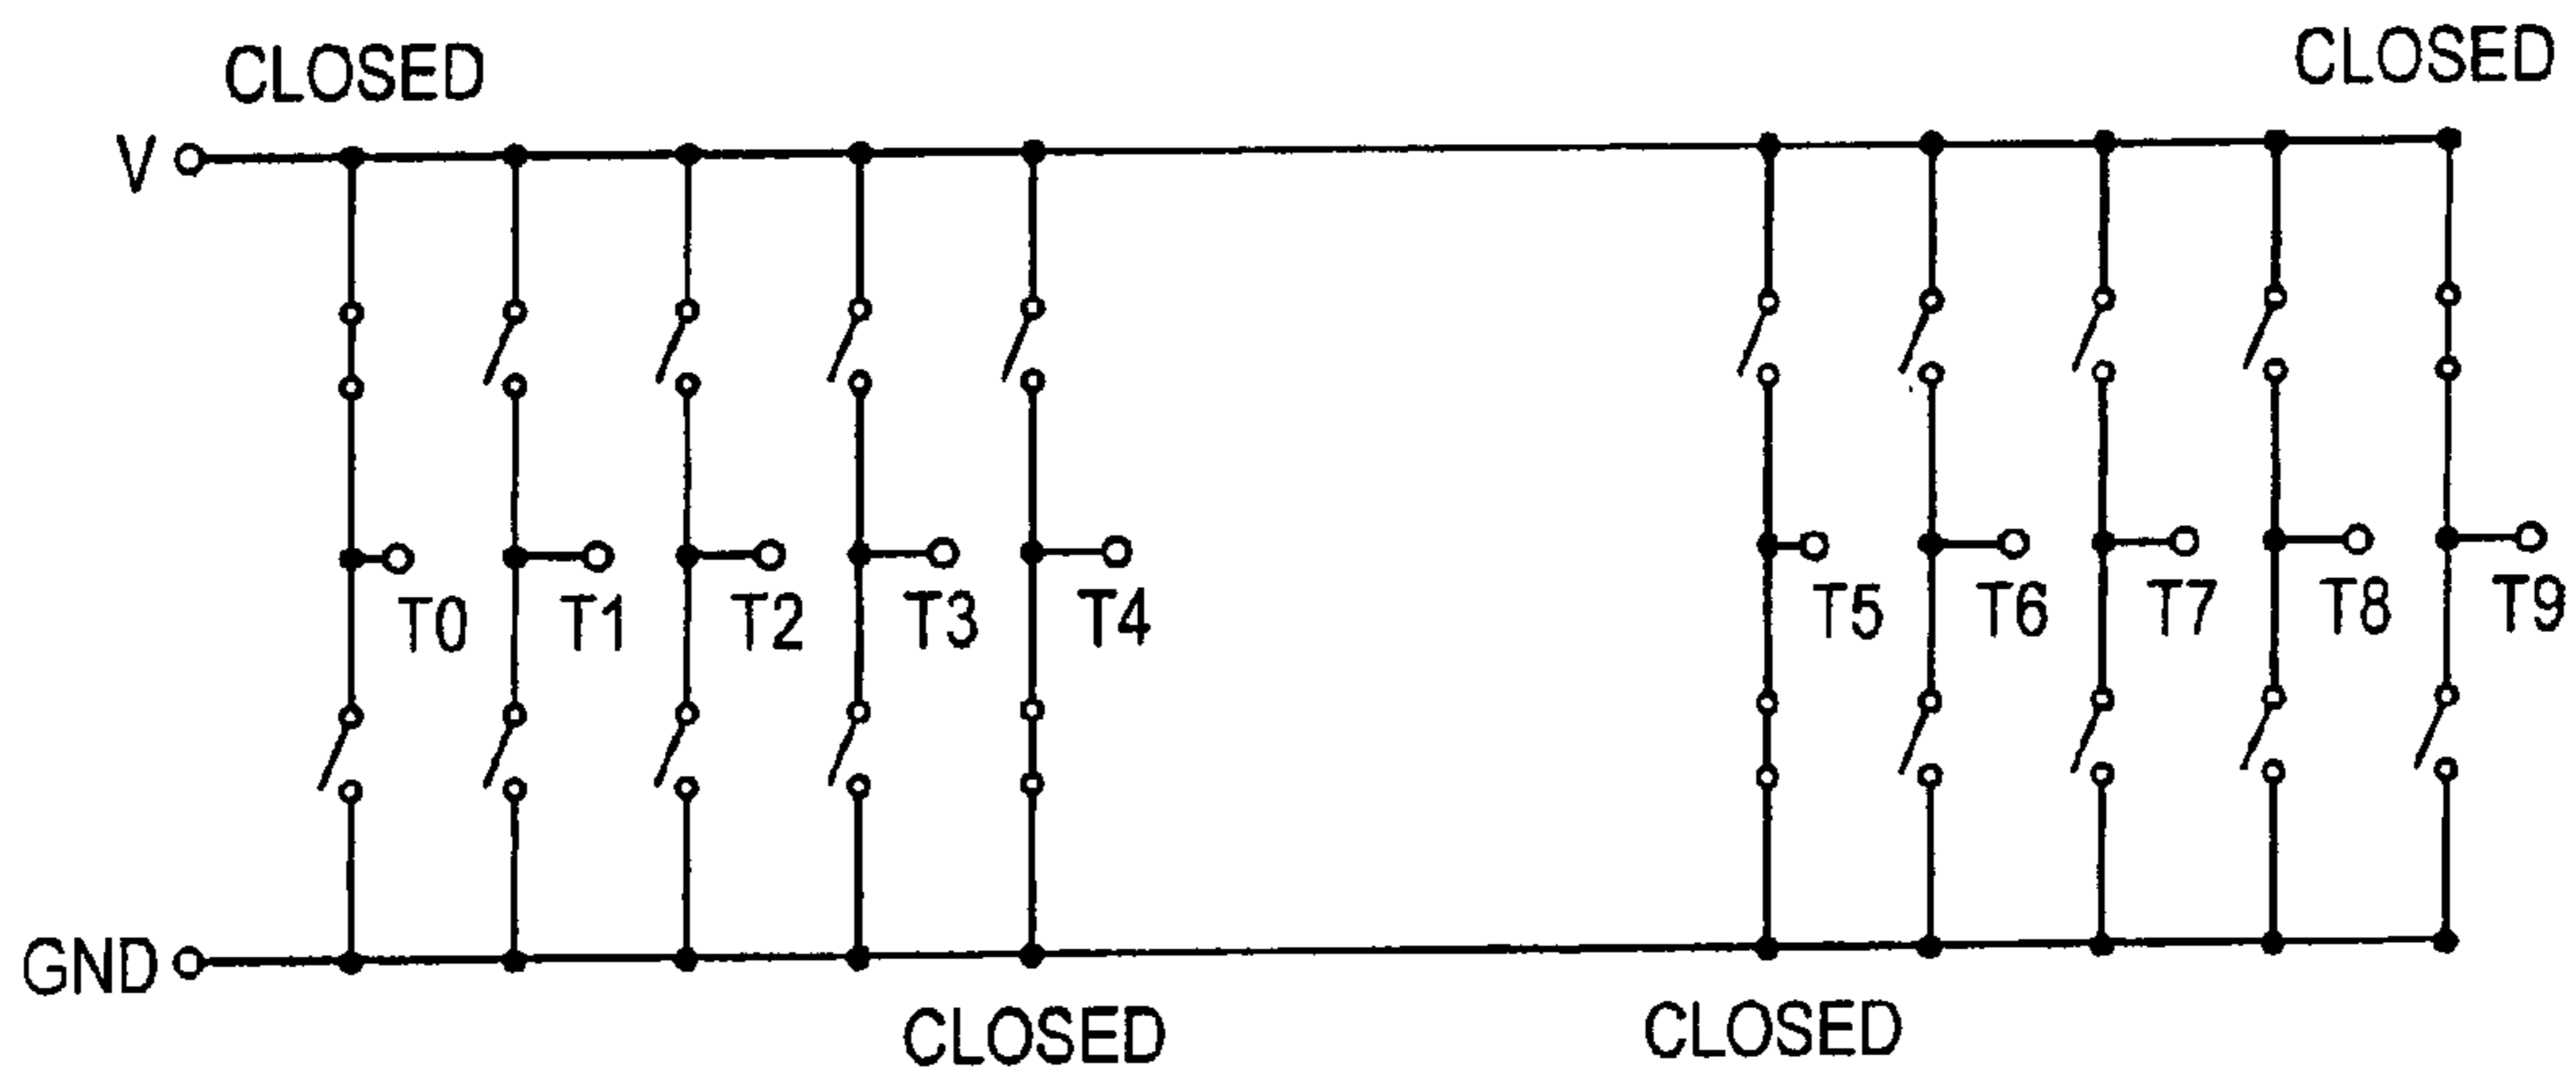 CLOSED
CLOSED
V
T0 T1 T2 T3 T4 T5 T6 T7 T8 T9
GND
CLOSED
CLOSED